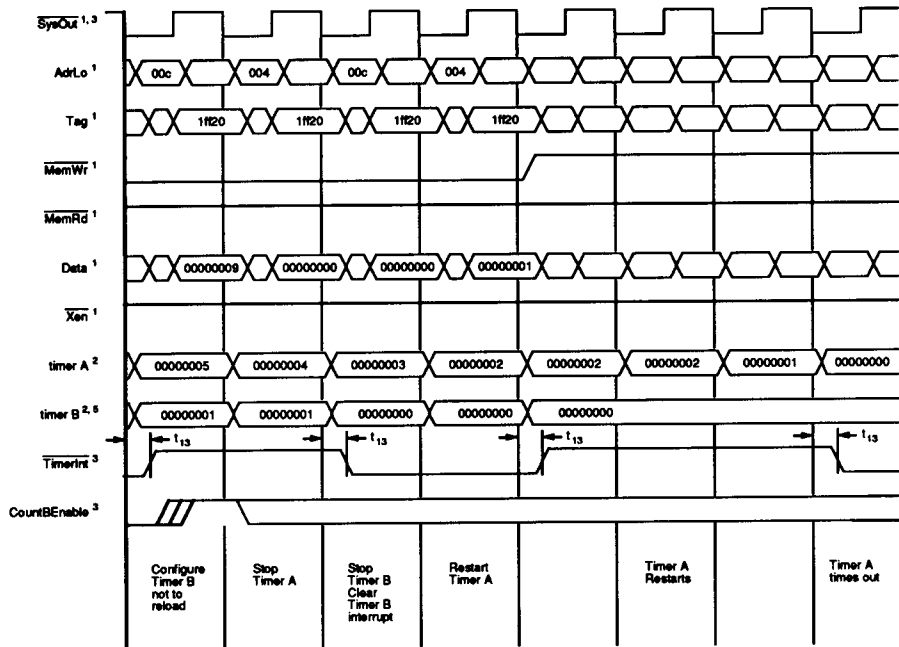 SysOut 1, 3
AdrLo 1 00c 004 00c 004
Tag 1 1ff20 1ff20 1ff20 1ff20
MemWr 1
MemRd 1
Data 1 00000009 00000000 00000000 00000001
Xen 1
timer A 2 00000005 00000004 00000003 00000002 00000002 00000002 00000001 00000000
timer B 2, 5 00000001 00000001 00000000 00000000 00000000
t13 t13 t13 t13
TimerInt 3
CountBEnable 3
Configure
Timer B
not to
reload
Stop
Timer A
Stop
Timer B
Clear
Timer B
interrupt
Restart
Timer A
Timer A
Restarts
Timer A
times out